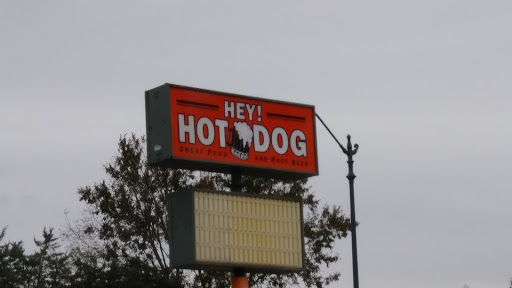 HEY!
HOT DOG
GREAT FOOD AND ROOT BEER